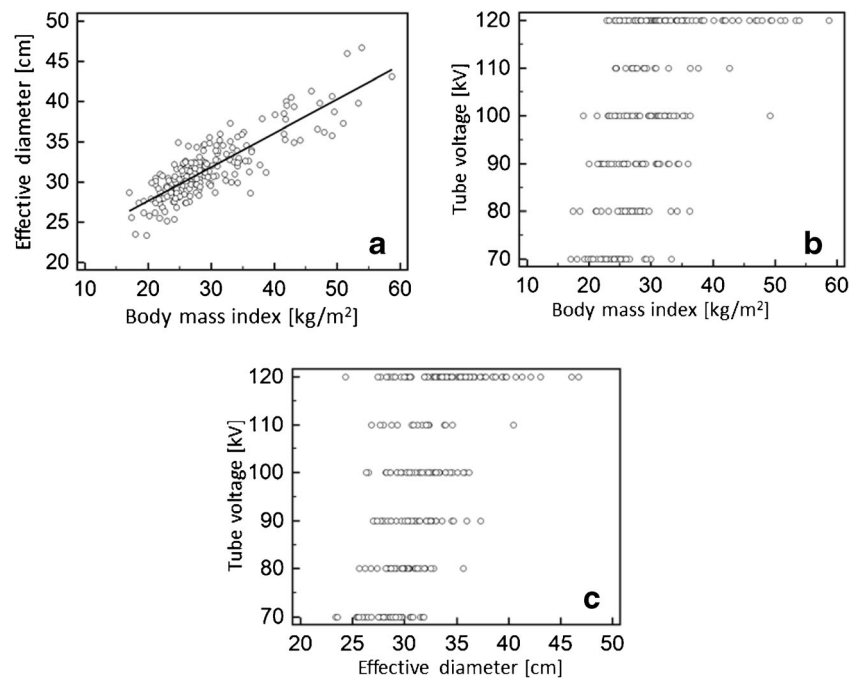 50
45
40
35
30
25
20
Effective diameter [cm]
a
10 20 30 40 50 60
Body mass index [kg/m²]
120
110
100
90
80
70
Tube voltage [kV]
b
10 20 30 40 50 60
Body mass index [kg/m²]
120
110
100
90
80
70
Tube voltage [kV]
c
20 25 30 35 40 45 50
Effective diameter [cm]